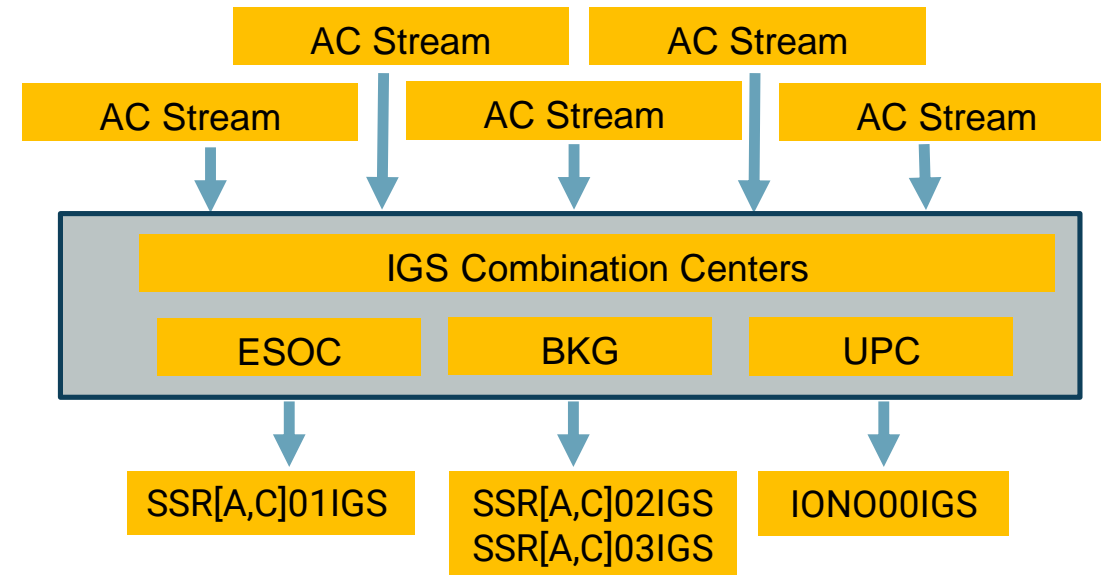 AC Stream
AC Stream
AC Stream
AC Stream
AC Stream
IGS Combination Centers
ESOC
BKG
UPC
SSR[A,C]01IGS
SSR[A,C]02IGS
SSR[A,C]03IGS
IONO00IGS